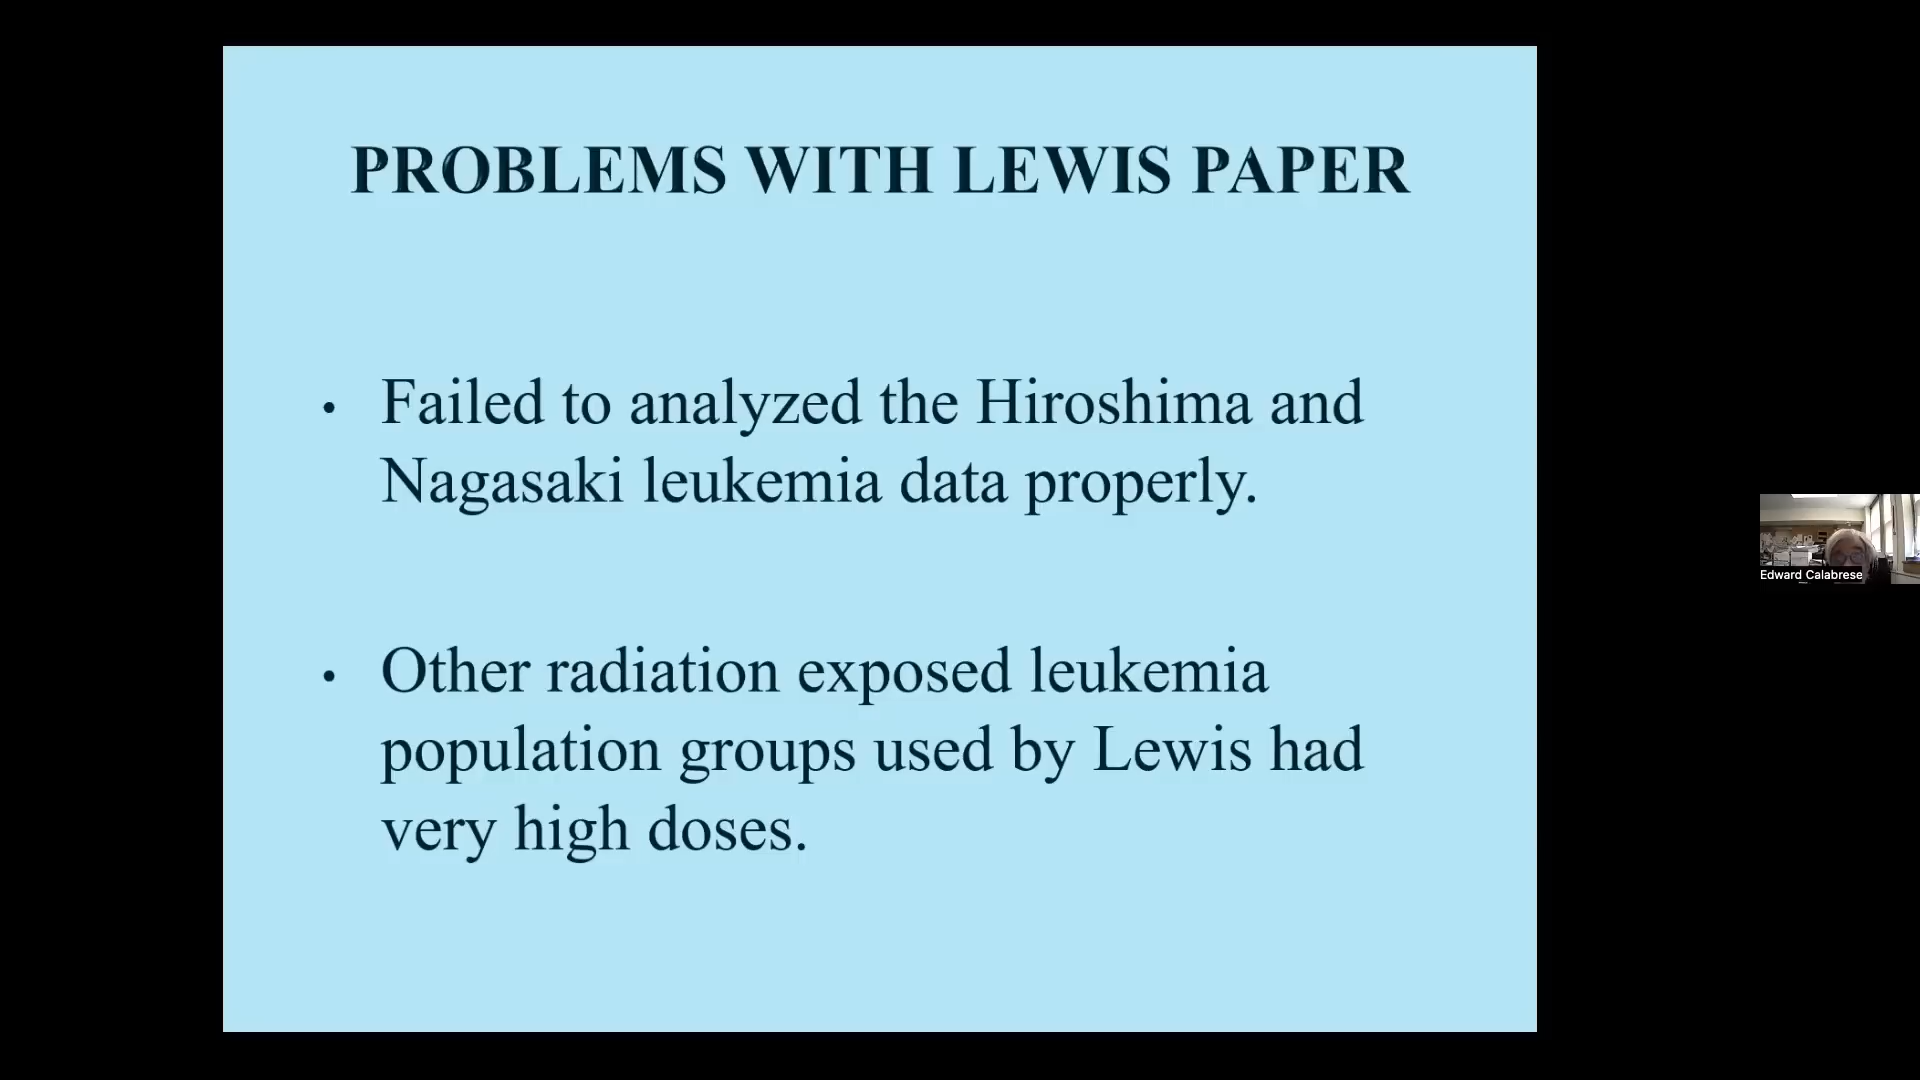 PROBLEMS WITH LEWIS PAPER
• Failed to analyzed the Hiroshima and
Nagasaki leukemia data properly.
• Other radiation exposed leukemia
population groups used by Lewis had
very high doses.
Edward Calabrese